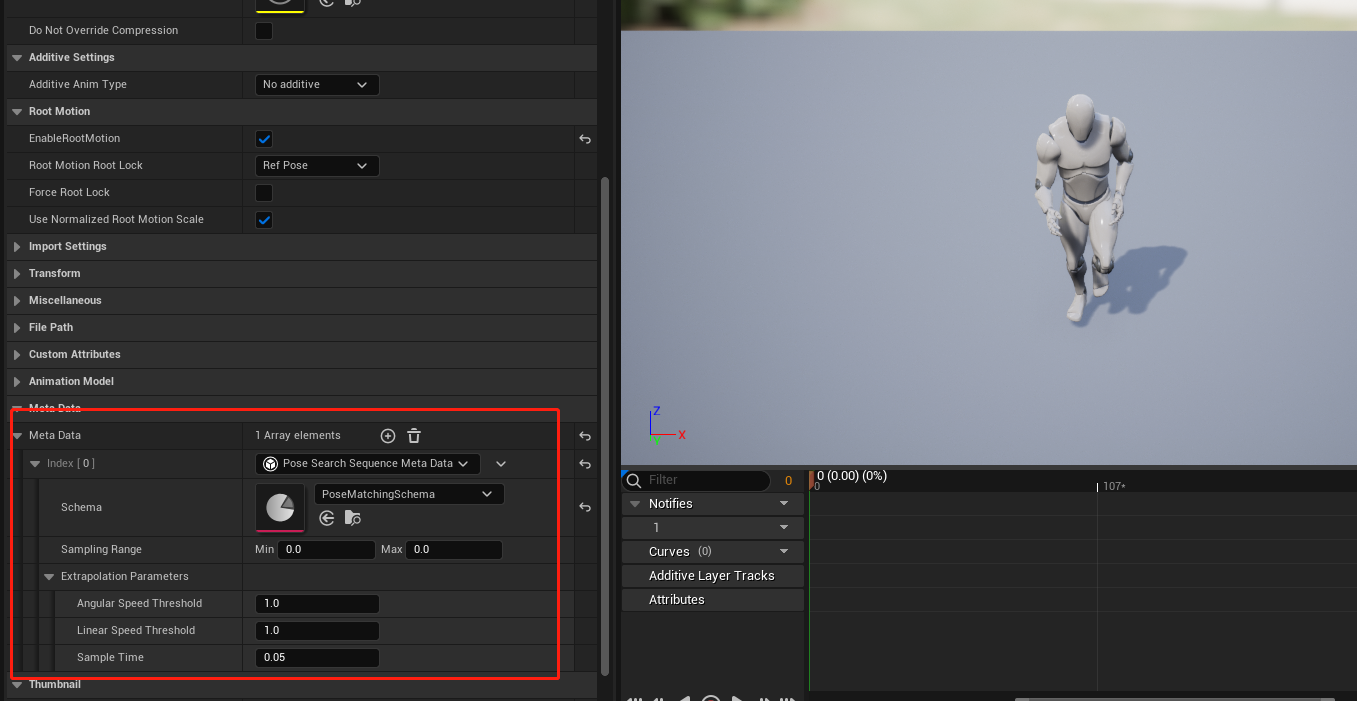 Do Not Override Compression
Additive Settings
Additive Anim Type No additive
Root Motion
EnableRootMotion
Root Motion Root Lock Ref Pose
Force Root Lock
Use Normalized Root Motion Scale
Import Settings
Transform
Miscellaneous
File Path
Custom Attributes
Animation Model
Meta Data
Meta Data 1 Array elements
Index [ 0 ] Pose Search Sequence Meta Data
Schema PoseMatchingSchema
Sampling Range Min 0.0 Max 0.0
Extrapolation Parameters
Angular Speed Threshold 1.0
Linear Speed Threshold 1.0
Sample Time 0.05
Thumbnail
Z
X
Filter 0
0 (0.00) (0%)
0 107*
Notifies
1
Curves (0)
Additive Layer Tracks
Attributes